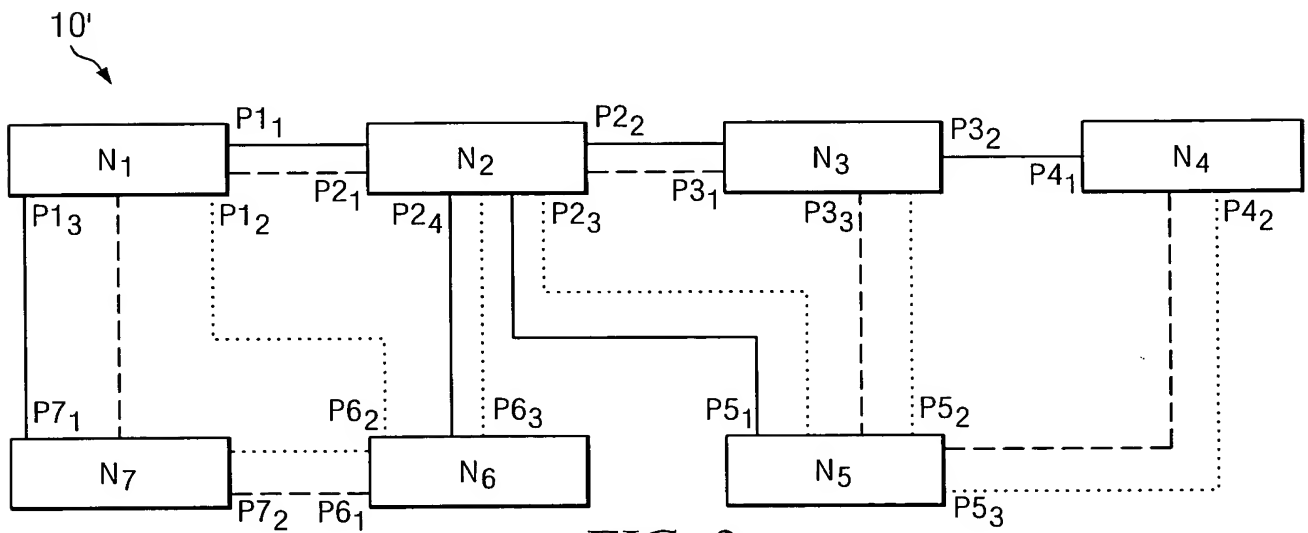 10'
P1₁ P2₂ P3₂
N₁ N₂ N₃ N₄
P2₁ P3₁ P4₁
P1₃ P1₂ P2₄ P2₃ P3₃ P4₂
P7₁ P6₂ P6₃ P5₁ P5₂
N₇ N₆ N₅
P7₂ P6₁ P5₃